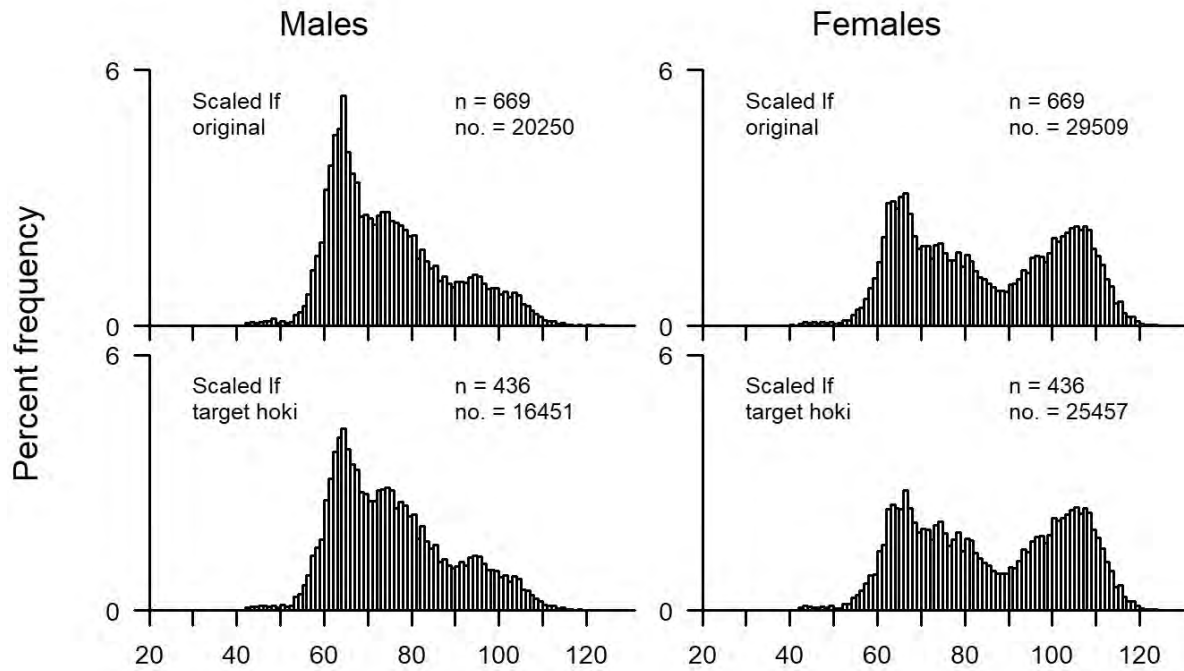 Males
Females
Percent frequency
6
Scaled lf
original
n = 669
no. = 20250
0
6
Scaled lf
original
n = 669
no. = 29509
0
6
Scaled lf
target hoki
n = 436
no. = 16451
0
20 40 60 80 100 120
6
Scaled lf
target hoki
n = 436
no. = 25457
0
20 40 60 80 100 120